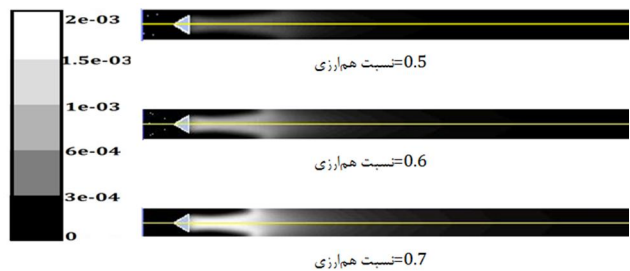 2e-03
1.5e-03
1e-03
6e-04
3e-04
0
نسبت هم‌ارزی=0.5
نسبت هم‌ارزی=0.6
نسبت هم‌ارزی=0.7